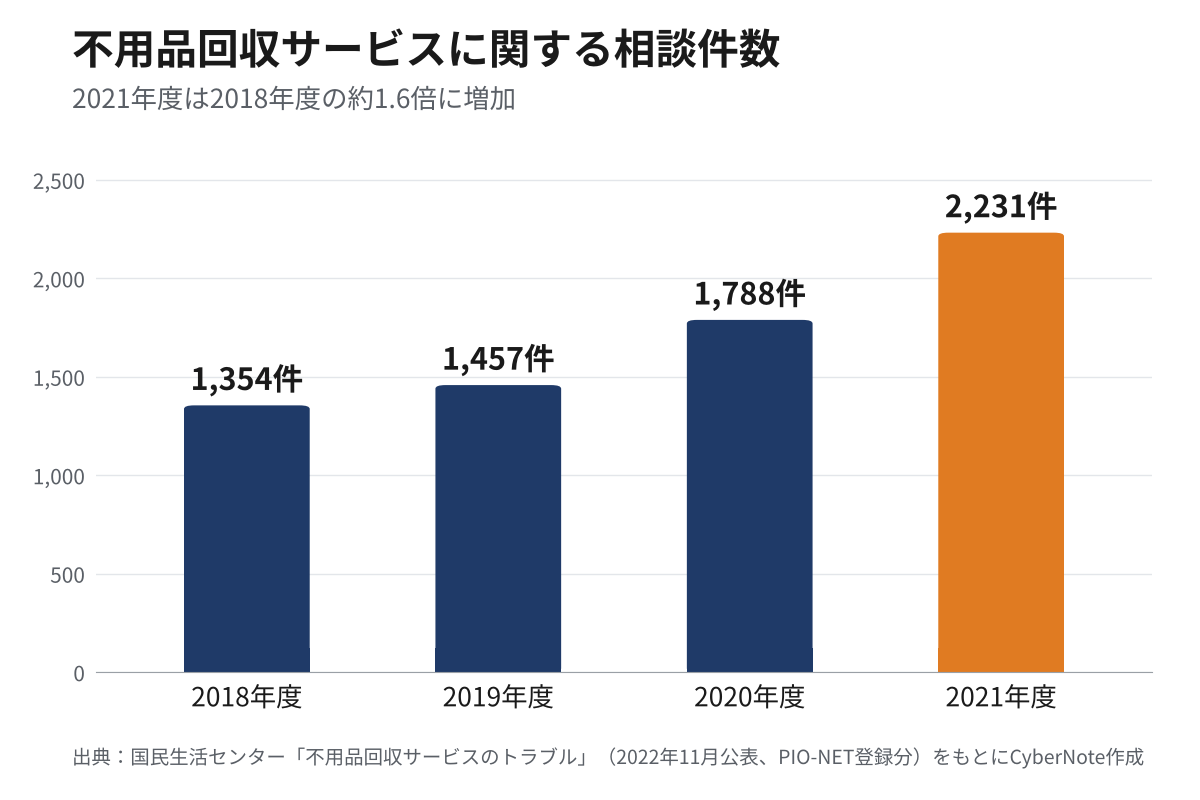 不用品回収サービスに関する相談件数
2021年度は2018年度の約1.6倍に増加
2,500
2,000
1,500
1,000
500
0
1,354件
1,457件
1,788件
2,231件
2018年度
2019年度
2020年度
2021年度
出典：国民生活センター「不用品回収サービスのトラブル」（2022年11月公表、PIO-NET登録分）をもとにCyberNote作成